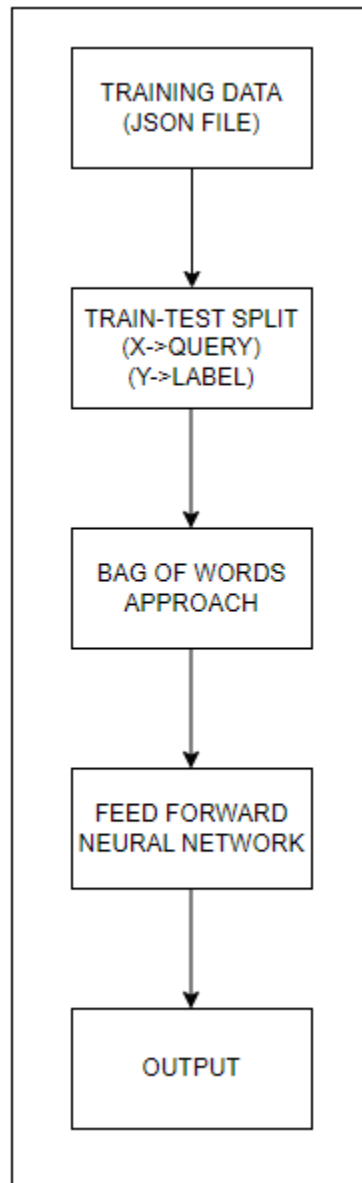 TRAINING DATA
(JSON FILE)
TRAIN-TEST SPLIT
(X->QUERY)
(Y->LABEL)
BAG OF WORDS
APPROACH
FEED FORWARD
NEURAL NETWORK
OUTPUT